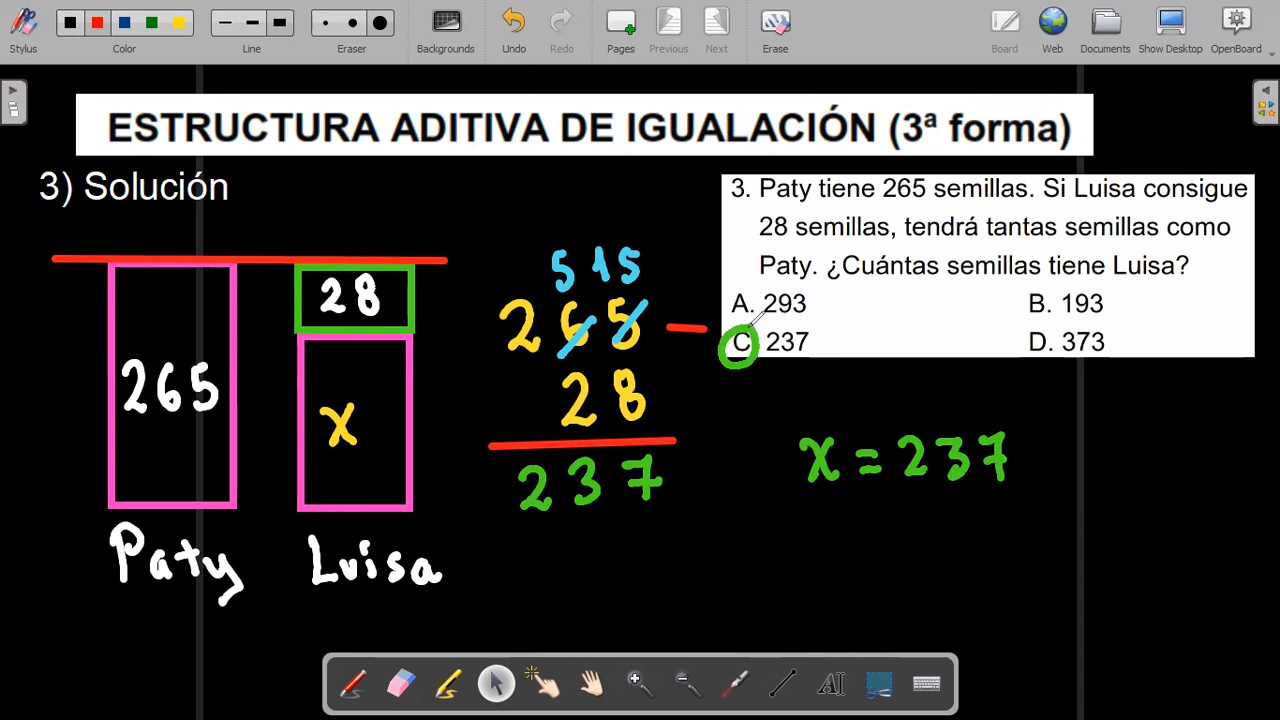 Stylus Color Line Eraser Backgrounds Undo Redo Pages Previous Next Erase Board Web Documents Show Desktop OpenBoard
ESTRUCTURA ADITIVA DE IGUALACIÓN (3ª forma)
3) Solución
3. Paty tiene 265 semillas. Si Luisa consigue
28 semillas, tendrá tantas semillas como
Paty. ¿Cuántas semillas tiene Luisa?
A. 293 B. 193
C. 237 D. 373
28
265
x
Paty Luisa
5 15
265 −
28
237
x = 237
AI